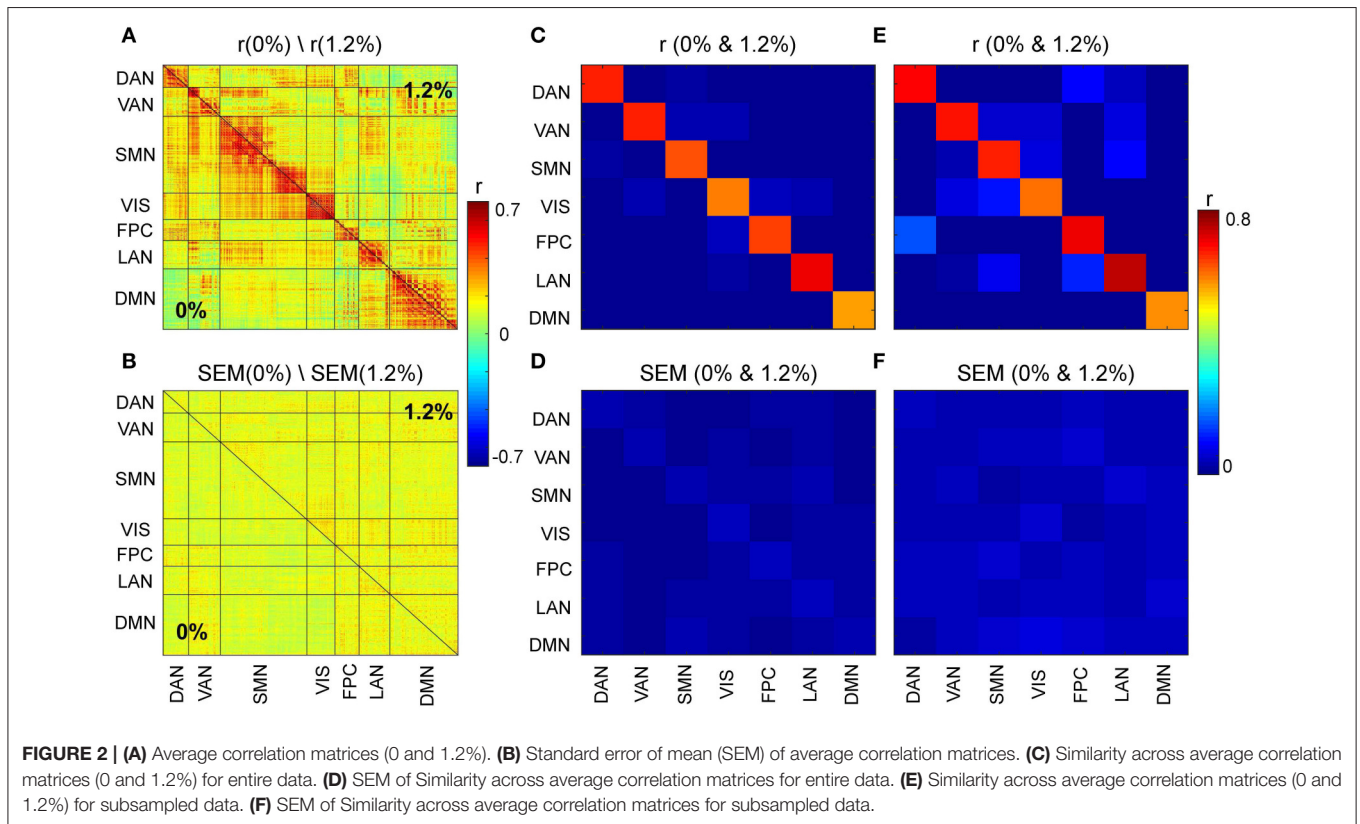 A
r(0%) \ r(1.2%)
DAN
VAN
SMN
VIS
FPC
LAN
DMN
1.2%
0%
r
0.7
0
-0.7
B
SEM(0%) \ SEM(1.2%)
DAN
VAN
SMN
VIS
FPC
LAN
DMN
1.2%
0%
DAN
VAN
SMN
VIS
FPC
LAN
DMN
C
r (0% & 1.2%)
DAN
VAN
SMN
VIS
FPC
LAN
DMN
D
SEM (0% & 1.2%)
DAN
VAN
SMN
VIS
FPC
LAN
DMN
DAN
VAN
SMN
VIS
FPC
LAN
DMN
E
r (0% & 1.2%)
r
0.8
0
F
SEM (0% & 1.2%)
DAN
VAN
SMN
VIS
FPC
LAN
DMN
FIGURE 2 | (A) Average correlation matrices (0 and 1.2%). (B) Standard error of mean (SEM) of average correlation matrices. (C) Similarity across average correlation
matrices (0 and 1.2%) for entire data. (D) SEM of Similarity across average correlation matrices for entire data. (E) Similarity across average correlation matrices (0 and
1.2%) for subsampled data. (F) SEM of Similarity across average correlation matrices for subsampled data.